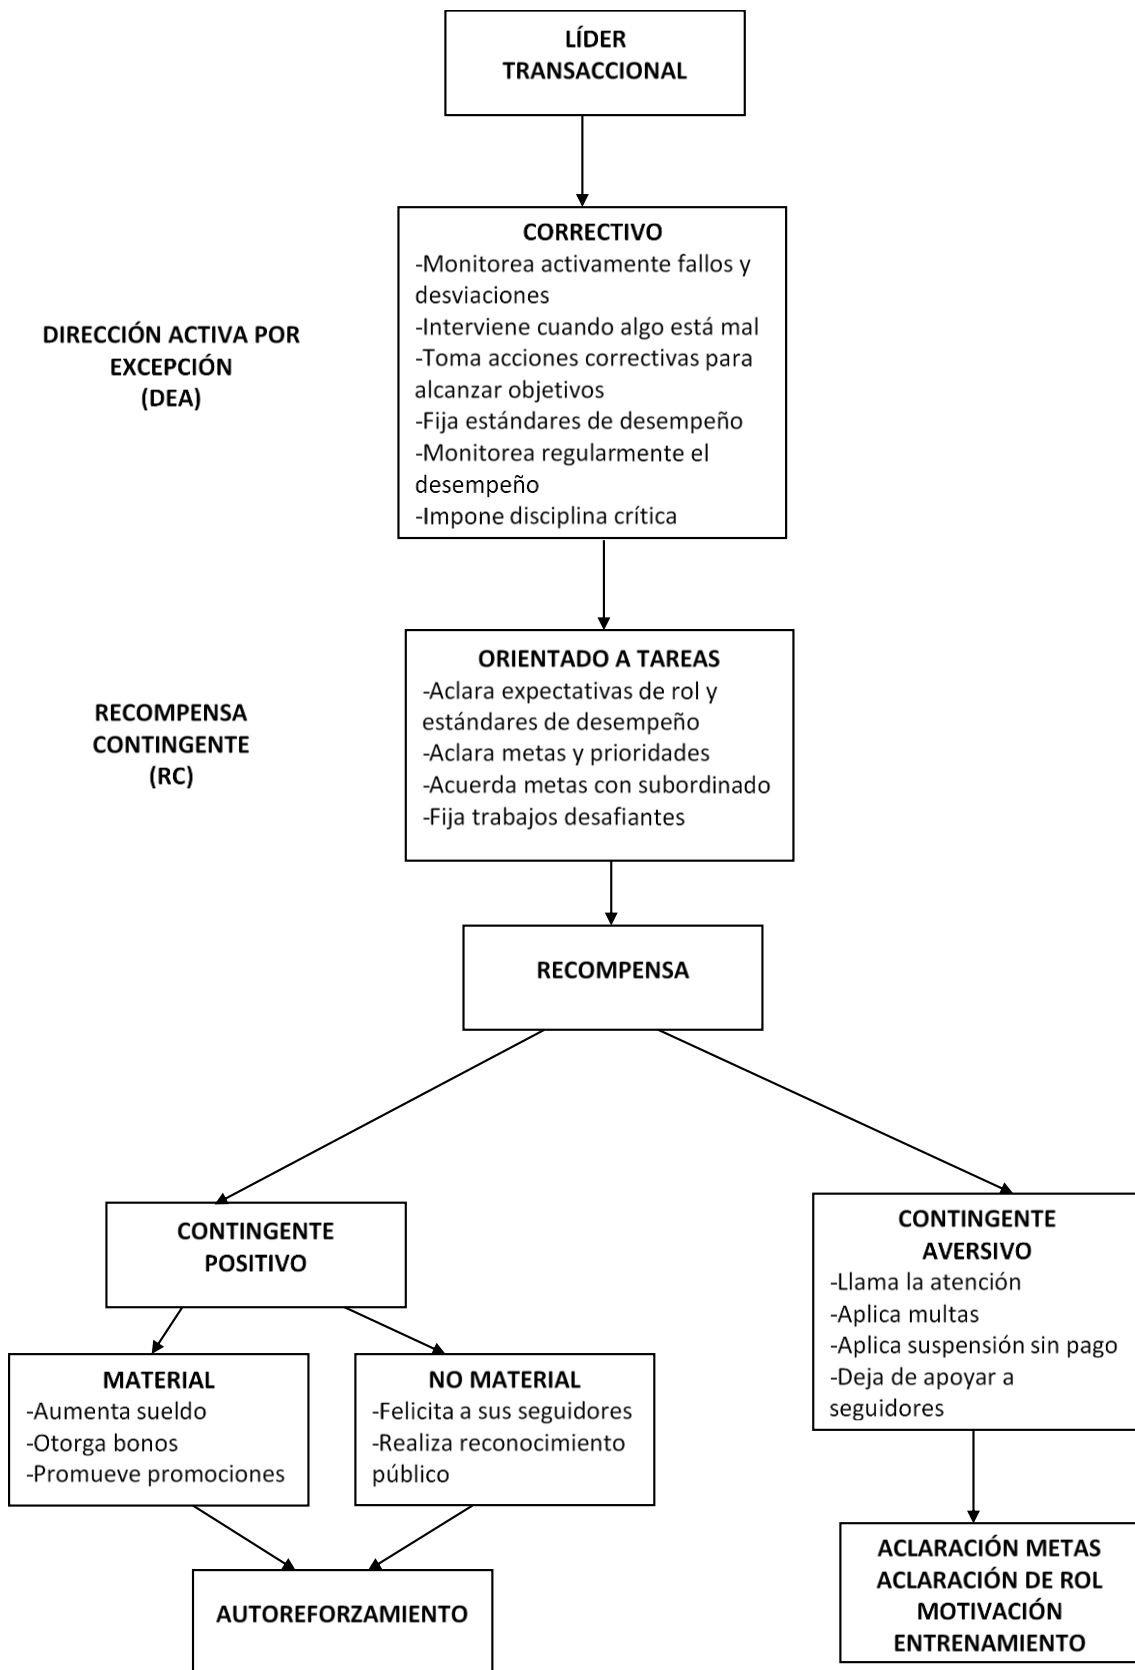 LÍDER
TRANSACCIONAL
CORRECTIVO
-Monitorea activamente fallos y
desviaciones
-Interviene cuando algo está mal
-Toma acciones correctivas para
alcanzar objetivos
-Fija estándares de desempeño
-Monitorea regularmente el
desempeño
-Impone disciplina crítica
DIRECCIÓN ACTIVA POR
EXCEPCIÓN
(DEA)
ORIENTADO A TAREAS
-Aclara expectativas de rol y
estándares de desempeño
-Aclara metas y prioridades
-Acuerda metas con subordinado
-Fija trabajos desafiantes
RECOMPENSA
CONTINGENTE
(RC)
RECOMPENSA
CONTINGENTE
POSITIVO
CONTINGENTE
AVERSIVO
-Llama la atención
-Aplica multas
-Aplica suspensión sin pago
-Deja de apoyar a
seguidores
MATERIAL
-Aumenta sueldo
-Otorga bonos
-Promueve promociones
NO MATERIAL
-Felicita a sus seguidores
-Realiza reconocimiento
público
AUTOREFORZAMIENTO
ACLARACIÓN METAS
ACLARACIÓN DE ROL
MOTIVACIÓN
ENTRENAMIENTO